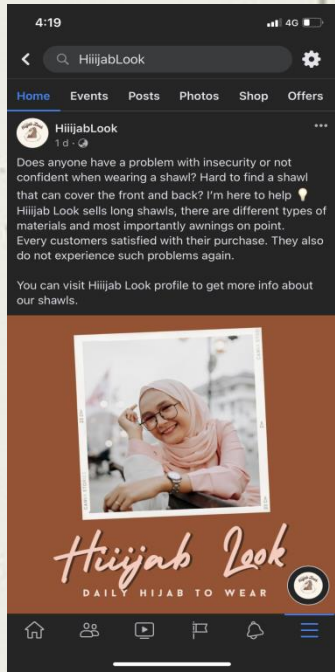 4:19
4G
HiiijabLook
Home Events Posts Photos Shop Offers
HiiijabLook
1 d
Does anyone have a problem with insecurity or not
confident when wearing a shawl? Hard to find a shawl
that can cover the front and back? I'm here to help 💡
Hiiijab Look sells long shawls, there are different types of
materials and most importantly awnings on point.
Every customers satisfied with their purchase. They also
do not experience such problems again.
You can visit Hiiijab Look profile to get more info about
our shawls.
Hiiijab Look
DAILY HIJAB TO WEAR